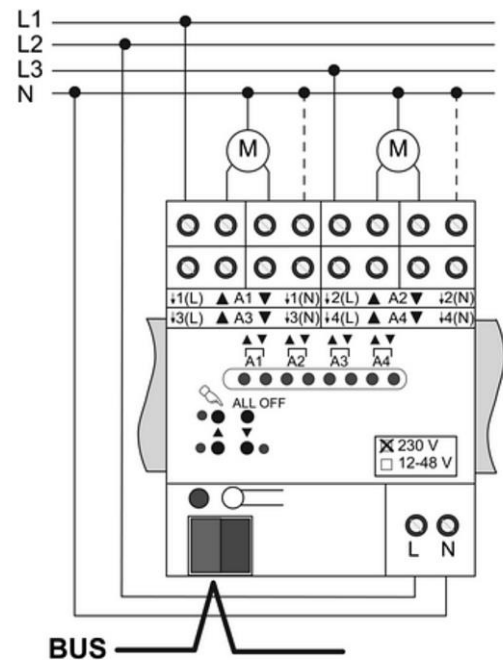 L1
L2
L3
N
M M
↓1(L) ▲ A1 ▼ ↓1(N) ↓2(L) ▲ A2 ▼ ↓2(N)
↓3(L) ▲ A3 ▼ ↓3(N) ↓4(L) ▲ A4 ▼ ↓4(N)
▲▼ ▲▼ ▲▼ ▲▼
A1 A2 A3 A4
ALL OFF
▲ ▼
☒ 230 V
☐ 12-48 V
L N
BUS